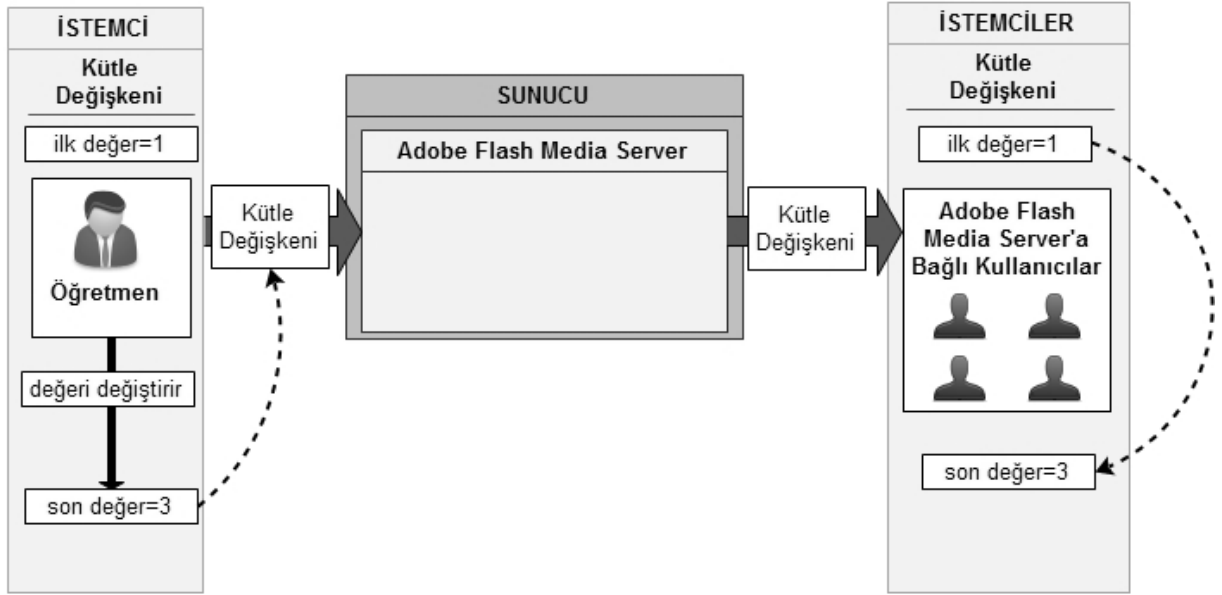 İSTEMCİ
Kütle
Değişkeni
ilk değer=1
Öğretmen
değeri değiştirir
son değer=3
Kütle
Değişkeni
SUNUCU
Adobe Flash Media Server
Kütle
Değişkeni
İSTEMCİLER
Kütle
Değişkeni
ilk değer=1
Adobe Flash
Media Server'a
Bağlı Kullanıcılar
son değer=3